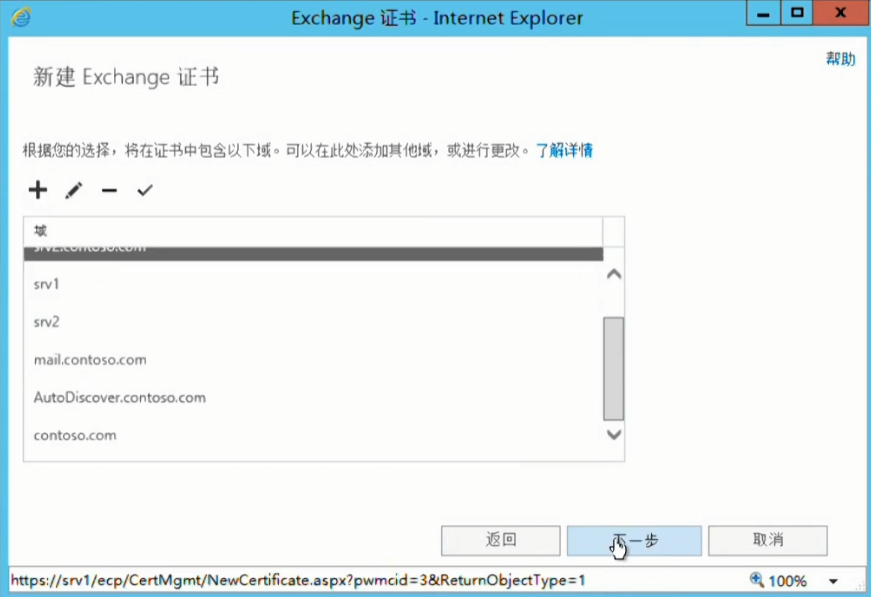 Exchange 证书 - Internet Explorer
帮助
新建 Exchange 证书
根据您的选择，将在证书中包含以下域。可以在此处添加其他域，或进行更改。了解详情
域
srv2.contoso.com
srv1
srv2
mail.contoso.com
AutoDiscover.contoso.com
contoso.com
返回
下一步
取消
https://srv1/ecp/CertMgmt/NewCertificate.aspx?pwmcid=3&ReturnObjectType=1
100%